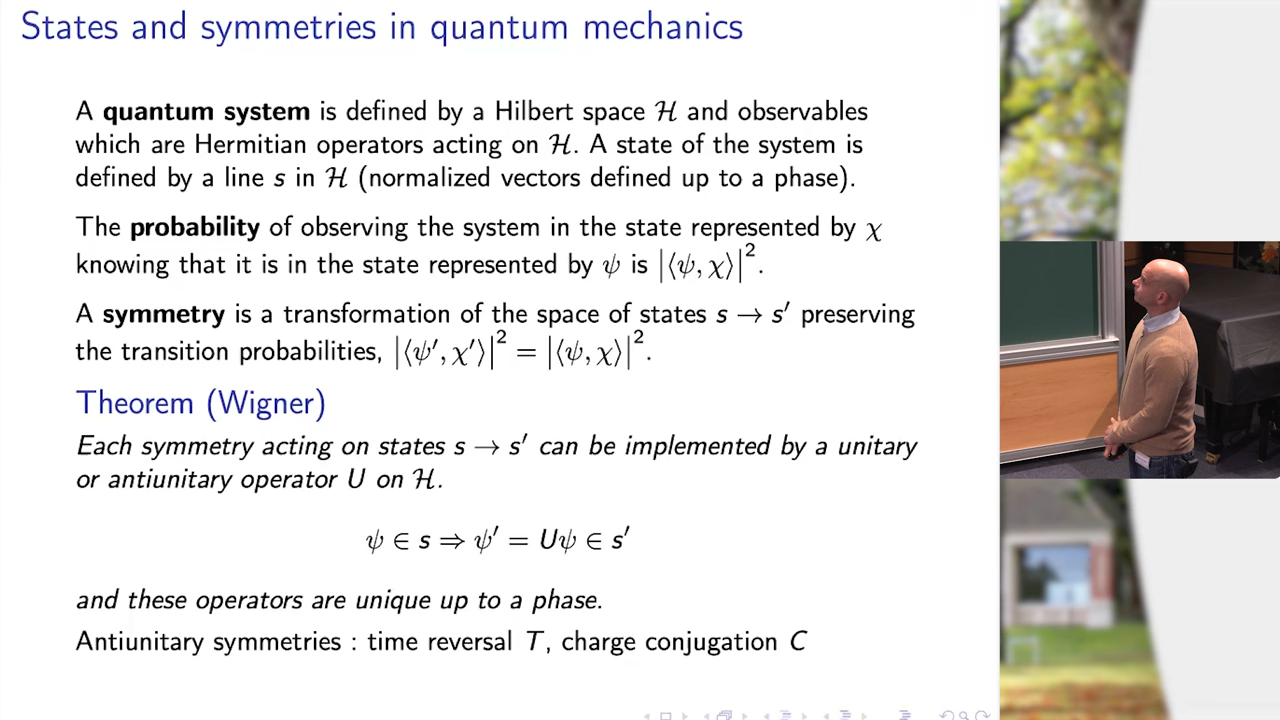 States and symmetries in quantum mechanics
A quantum system is defined by a Hilbert space ℋ and observables
which are Hermitian operators acting on ℋ. A state of the system is
defined by a line s in ℋ (normalized vectors defined up to a phase).
The probability of observing the system in the state represented by χ
knowing that it is in the state represented by ψ is |⟨ψ, χ⟩|².
A symmetry is a transformation of the space of states s → s′ preserving
the transition probabilities, |⟨ψ′, χ′⟩|² = |⟨ψ, χ⟩|².
Theorem (Wigner)
Each symmetry acting on states s → s′ can be implemented by a unitary
or antiunitary operator U on ℋ.
ψ ∈ s ⇒ ψ′ = Uψ ∈ s′
and these operators are unique up to a phase.
Antiunitary symmetries : time reversal T, charge conjugation C